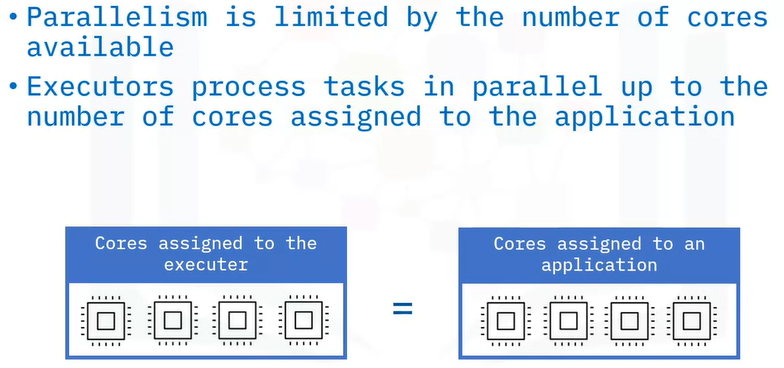 • Parallelism is limited by the number of cores
available
• Executors process tasks in parallel up to the
number of cores assigned to the application
Cores assigned to the
executer
=
Cores assigned to an
application